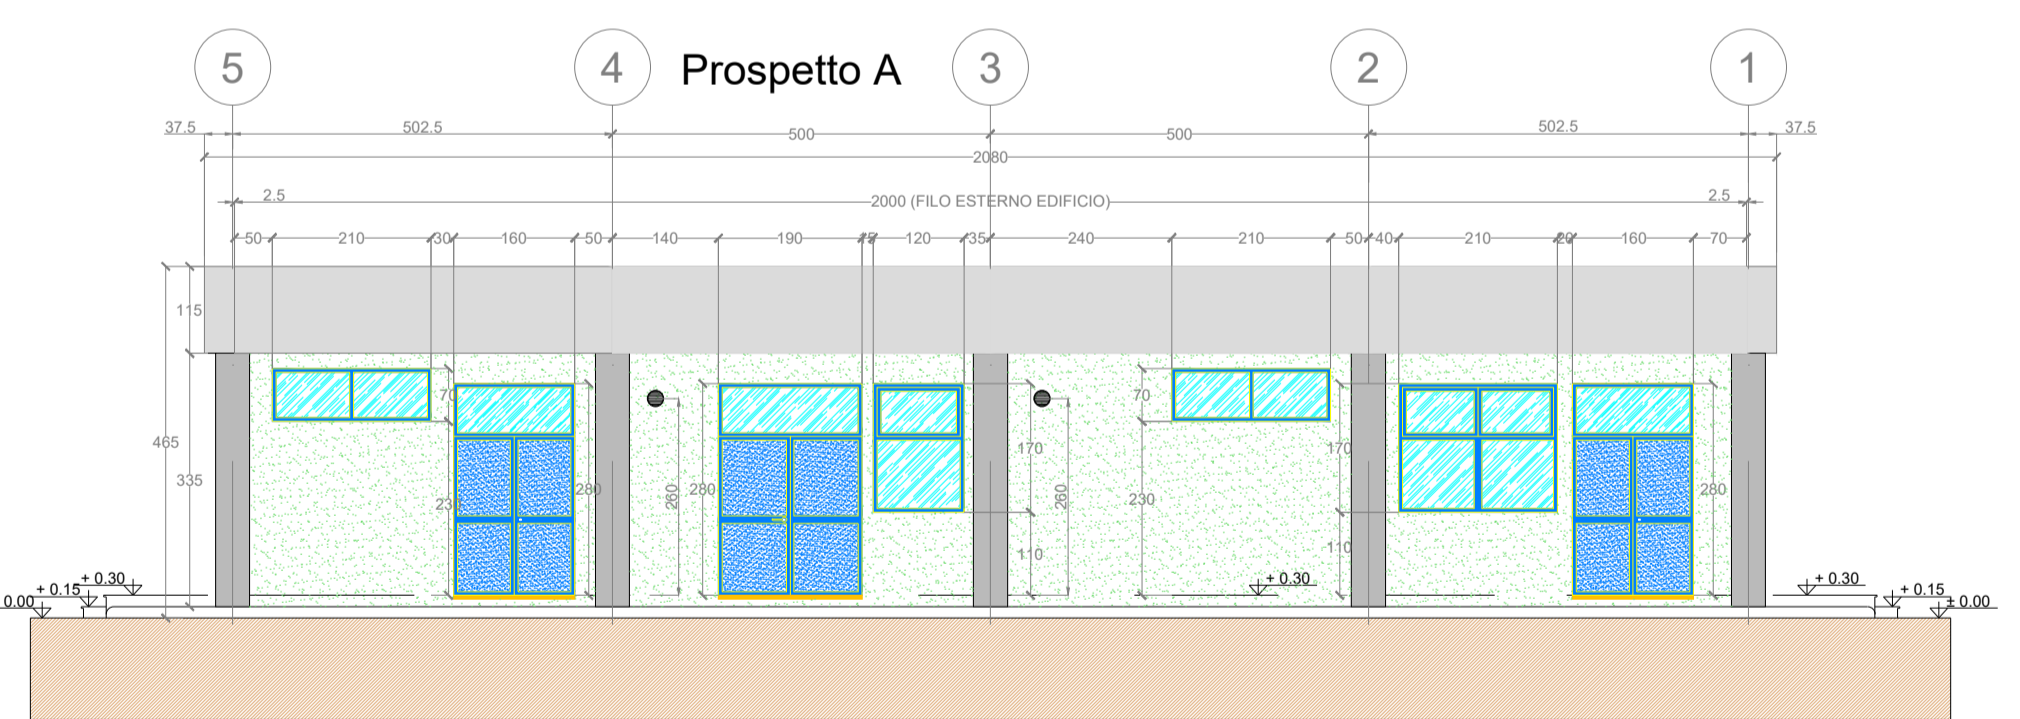 5 4 Prospetto A 3 2 1
37.5 502.5 500 500 502.5 37.5
2080
2.5 2000 (FILO ESTERNO EDIFICIO) 2.5
50 210 30 160 50 140 190 15 120 35 240 210 50 40 210 20 160 70
115
70 70
465 170 170
335 23 280 260 280 260 230 280
110 110
+ 0.30 + 0.30 + 0.30
0.00 + 0.15 + 0.15 ± 0.00